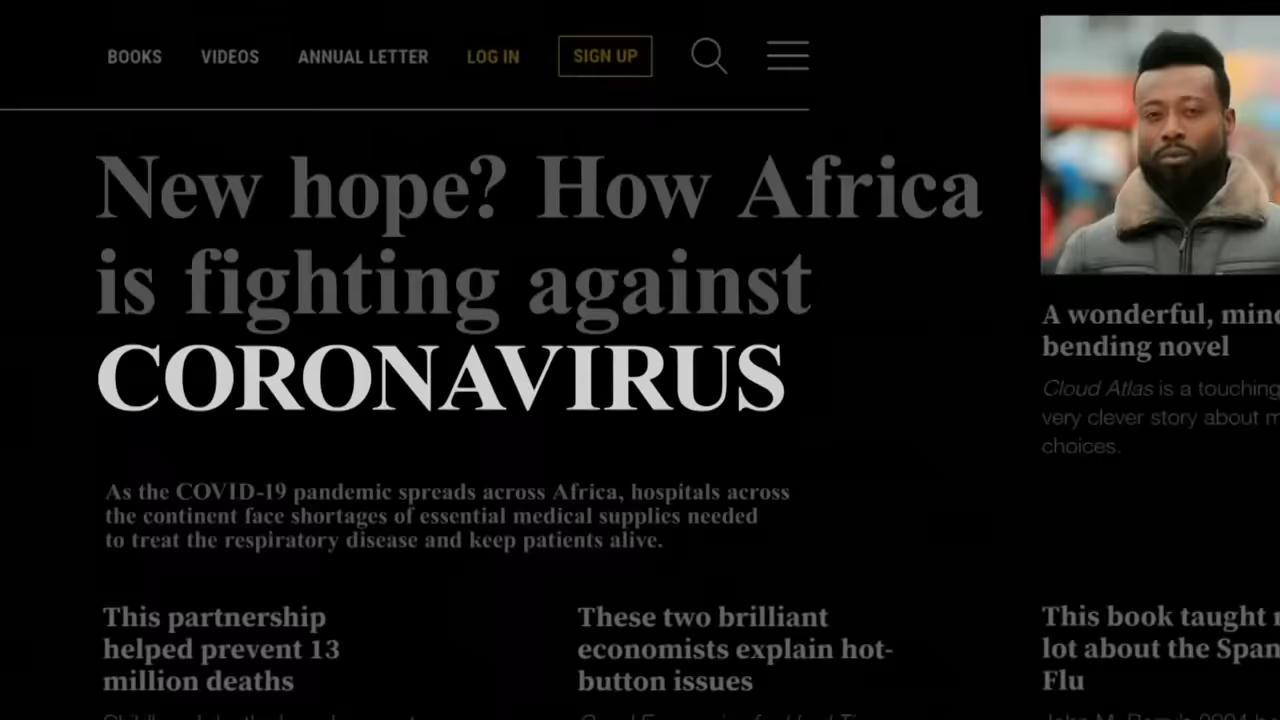 BOOKS VIDEOS ANNUAL LETTER LOG IN SIGN UP
New hope? How Africa
is fighting against
CORONAVIRUS
As the COVID-19 pandemic spreads across Africa, hospitals across
the continent face shortages of essential medical supplies needed
to treat the respiratory disease and keep patients alive.
A wonderful, mind
bending novel
Cloud Atlas is a touching
very clever story about m
choices.
This partnership
helped prevent 13
million deaths
These two brilliant
economists explain hot-
button issues
This book taught
lot about the Span
Flu